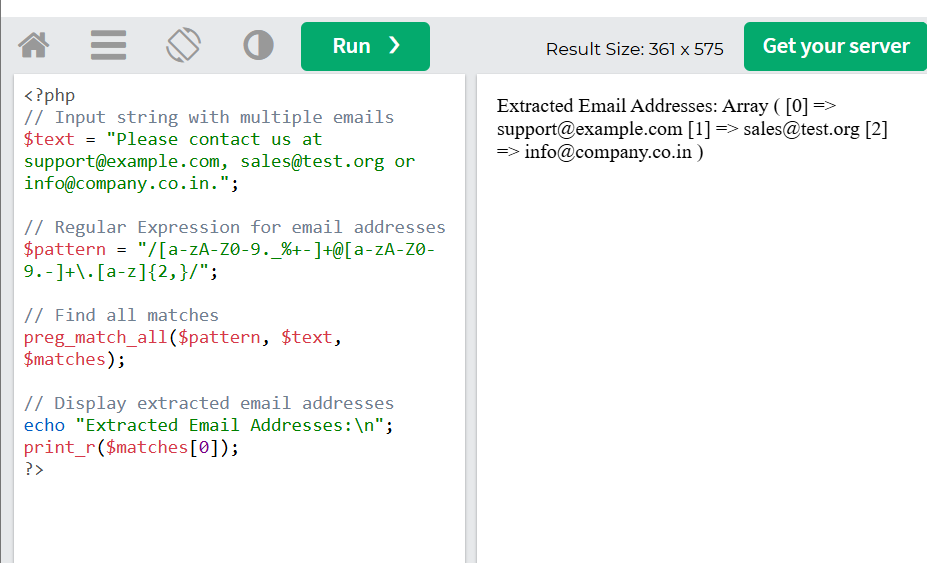 Run ❯
Result Size: 361 x 575
Get your server
<?php
// Input string with multiple emails
$text = "Please contact us at
support@example.com, sales@test.org or
info@company.co.in.";
// Regular Expression for email addresses
$pattern = "/[a-zA-Z0-9._%+-]+@[a-zA-Z0-
9.-]+\.[a-z]{2,}/";
// Find all matches
preg_match_all($pattern, $text,
$matches);
// Display extracted email addresses
echo "Extracted Email Addresses:\n";
print_r($matches[0]);
?>
Extracted Email Addresses: Array ( [0] =>
support@example.com [1] => sales@test.org [2]
=> info@company.co.in )